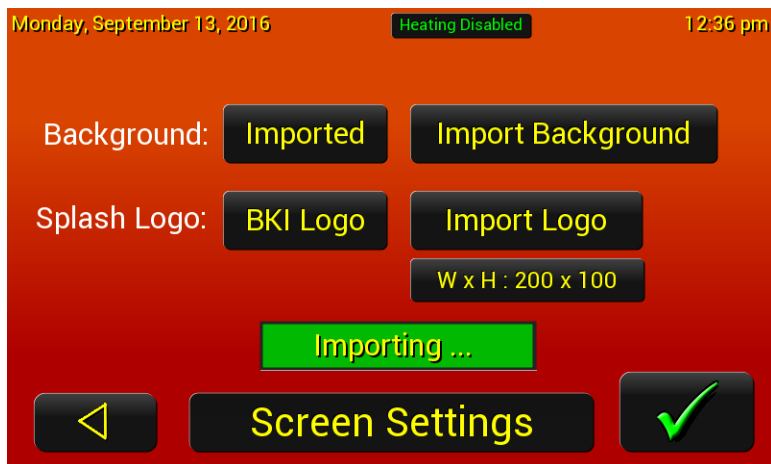 Monday, September 13, 2016 Heating Disabled 12:36 pm
Background: Imported Import Background
Splash Logo: BKI Logo Import Logo
W x H : 200 x 100
Importing ...
Screen Settings